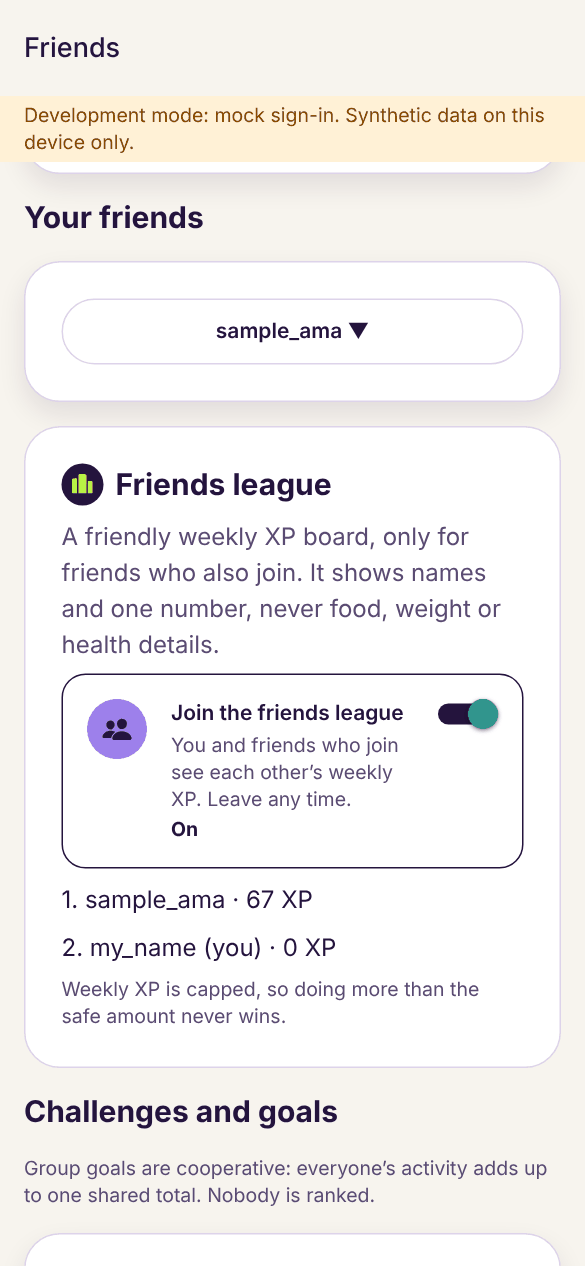 Friends
Development mode: mock sign-in. Synthetic data on this
device only.
Your friends
sample_ama ▼
Friends league
A friendly weekly XP board, only for
friends who also join. It shows names
and one number, never food, weight or
health details.
Join the friends league
You and friends who join
see each other’s weekly
XP. Leave any time.
On
1. sample_ama · 67 XP
2. my_name (you) · 0 XP
Weekly XP is capped, so doing more than the
safe amount never wins.
Challenges and goals
Group goals are cooperative: everyone’s activity adds up
to one shared total. Nobody is ranked.